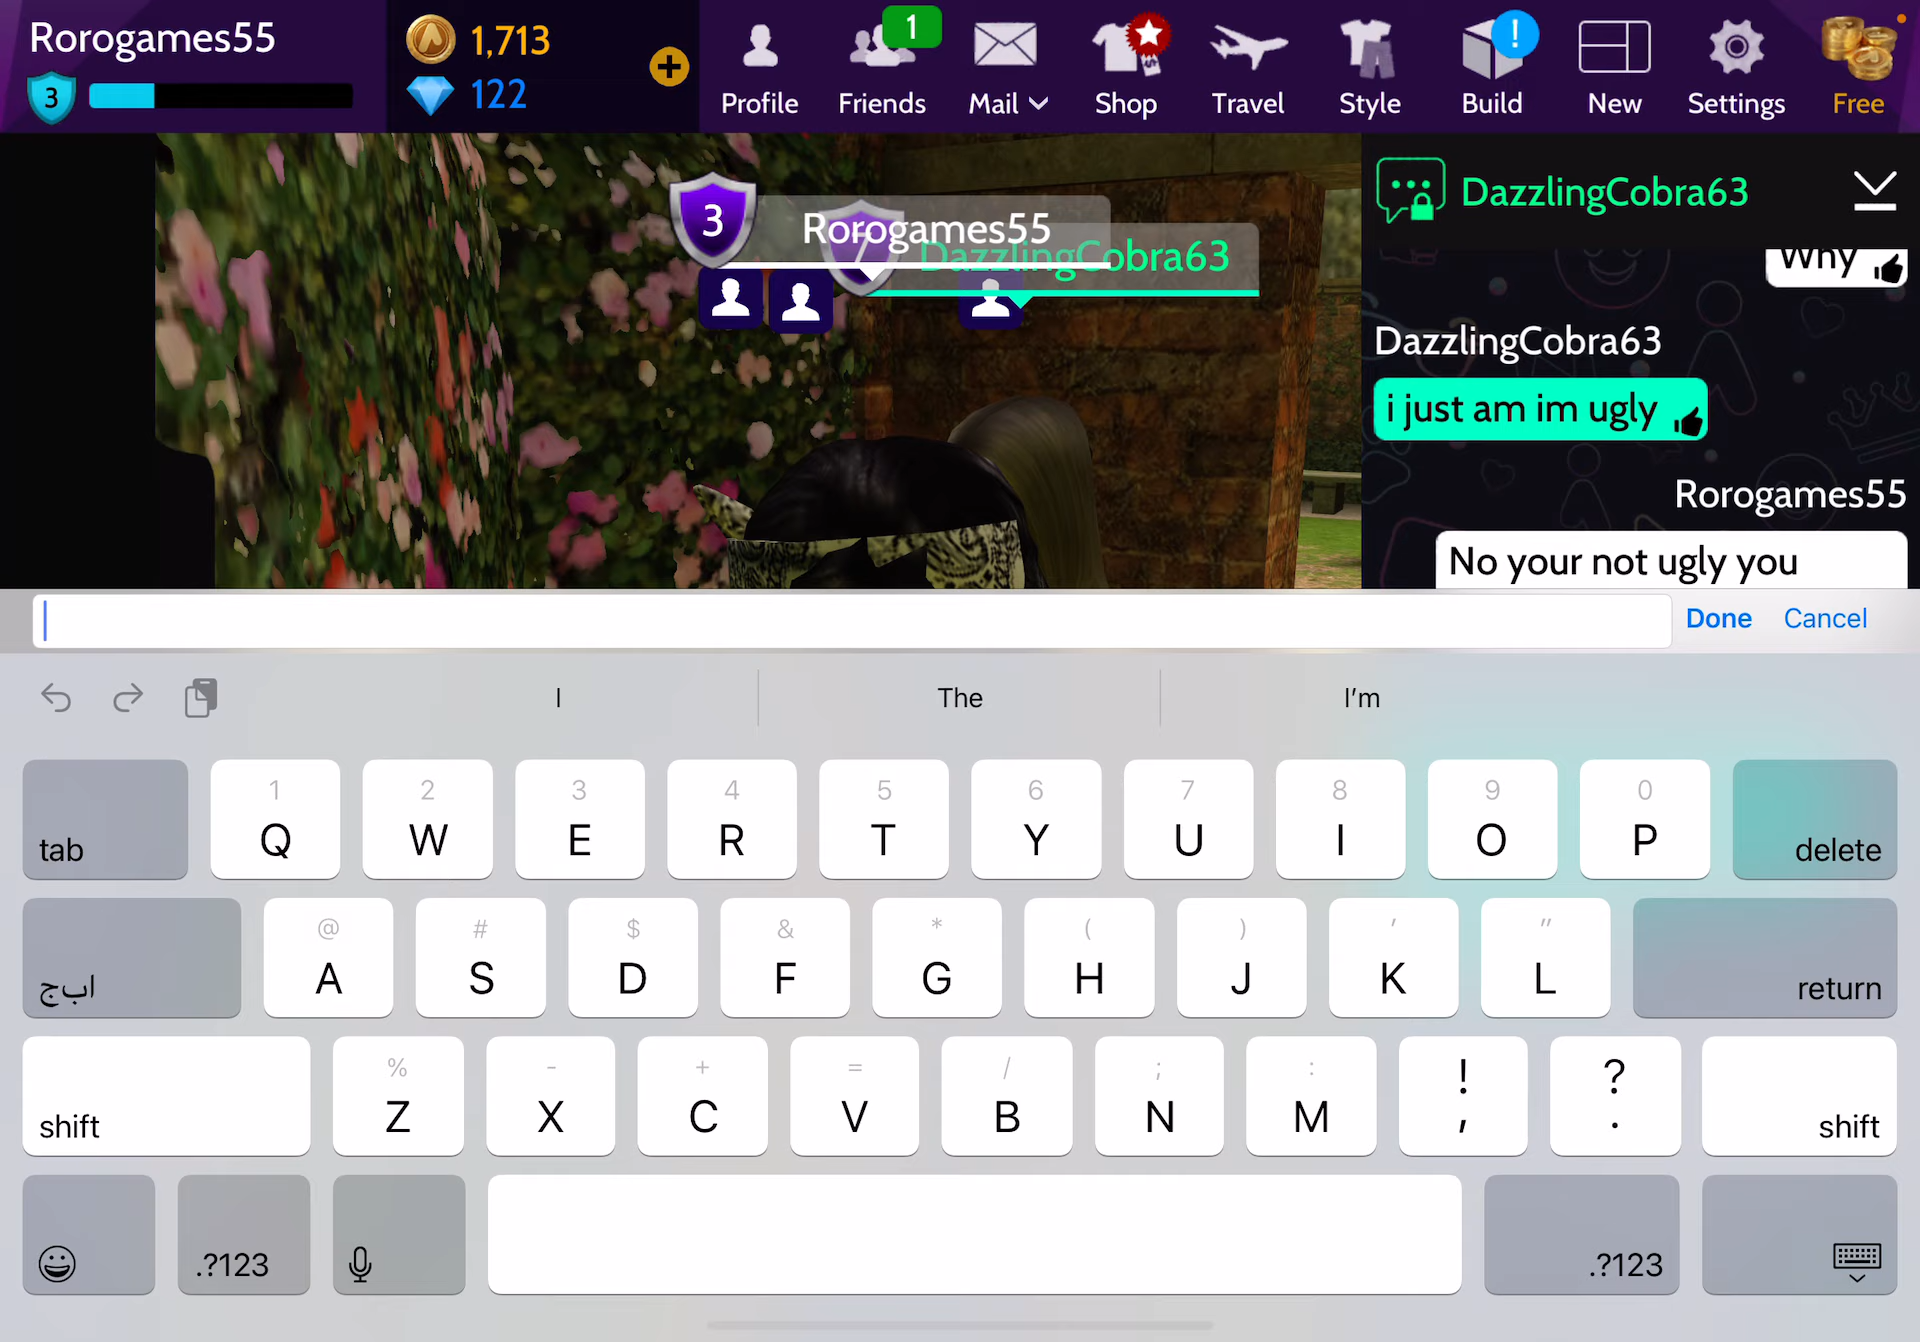 Rorogames55
3
1,713
122
1
!
Profile
Friends
Mail
Shop
Travel
Style
Build
New
Settings
Free
3
Rorogames55
7
DazzlingCobra63
DazzlingCobra63
Why
DazzlingCobra63
i just am im ugly
Rorogames55
No your not ugly you
Done
Cancel
I
The
I'm
tab
1 2 3 4 5 6 7 8 9 0
Q W E R T Y U I O P
delete
ابج
@ # $ & * ( ) ' "
A S D F G H J K L
return
shift
% - + = / ; : ! ?
Z X C V B N M , .
shift
.?123
.?123